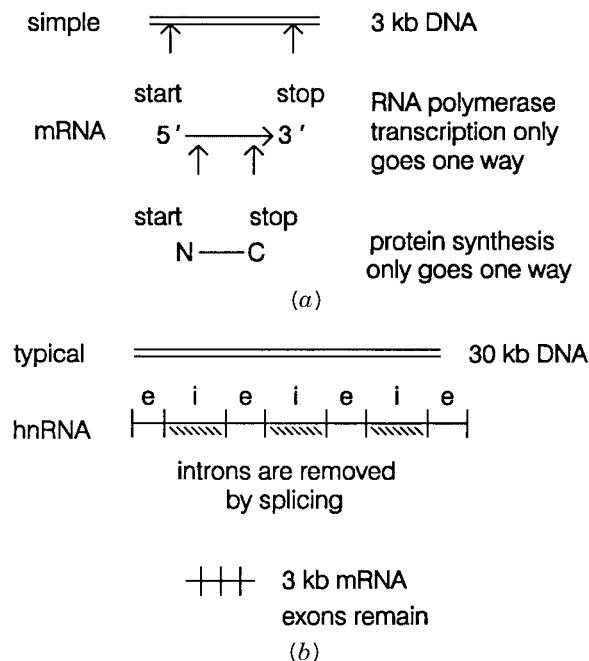 simple 3 kb DNA
start stop RNA polymerase
mRNA 5′ 3′ transcription only
goes one way
start stop protein synthesis
N C only goes one way
(a)
typical 30 kb DNA
e i e i e i e
hnRNA
introns are removed
by splicing
3 kb mRNA
exons remain
(b)